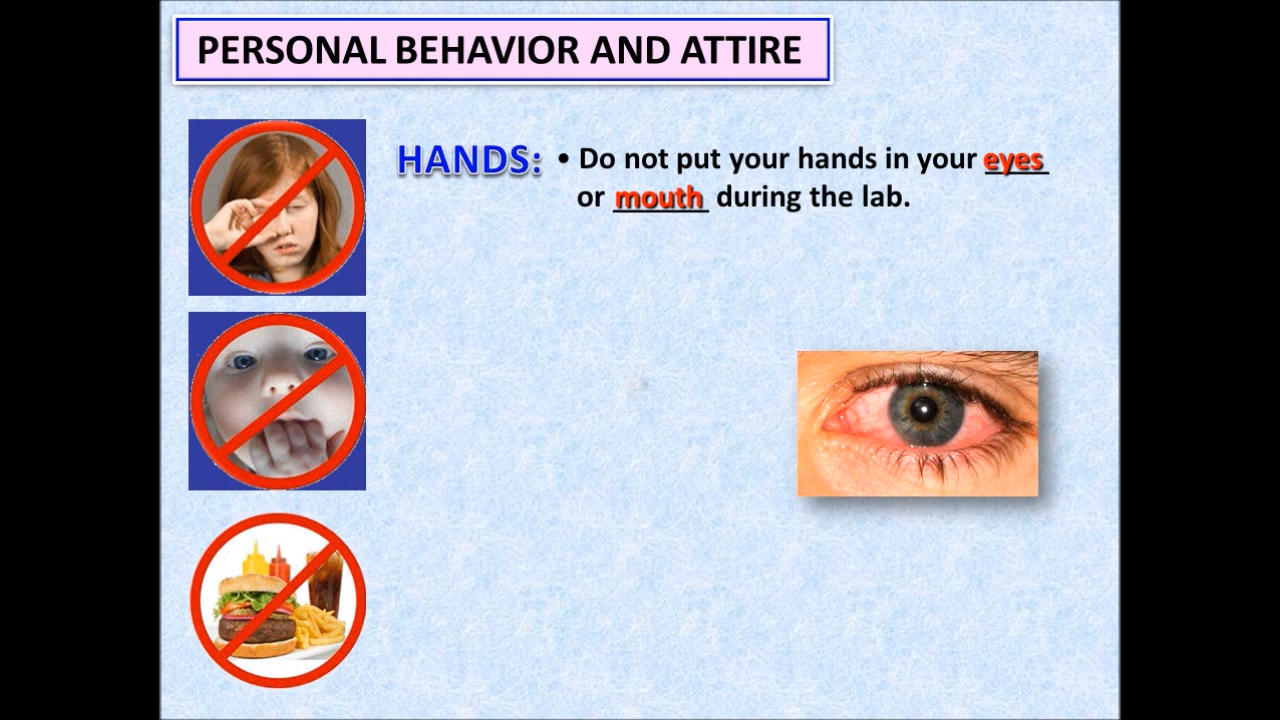 PERSONAL BEHAVIOR AND ATTIRE
HANDS: • Do not put your hands in your eyes
or mouth during the lab.